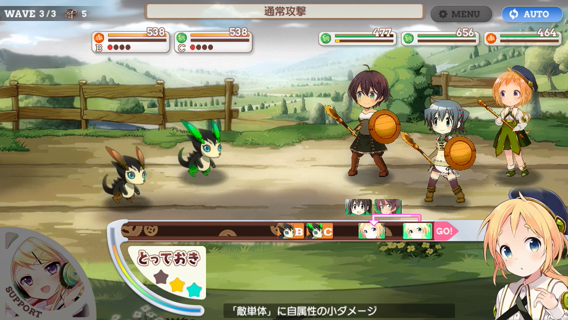 WAVE 3/3 5
通常攻撃
MENU
AUTO
538
B
538
C
477
656
464
B
C
GO!
とっておき
SUPPORT
「敵単体」に自属性の小ダメージ